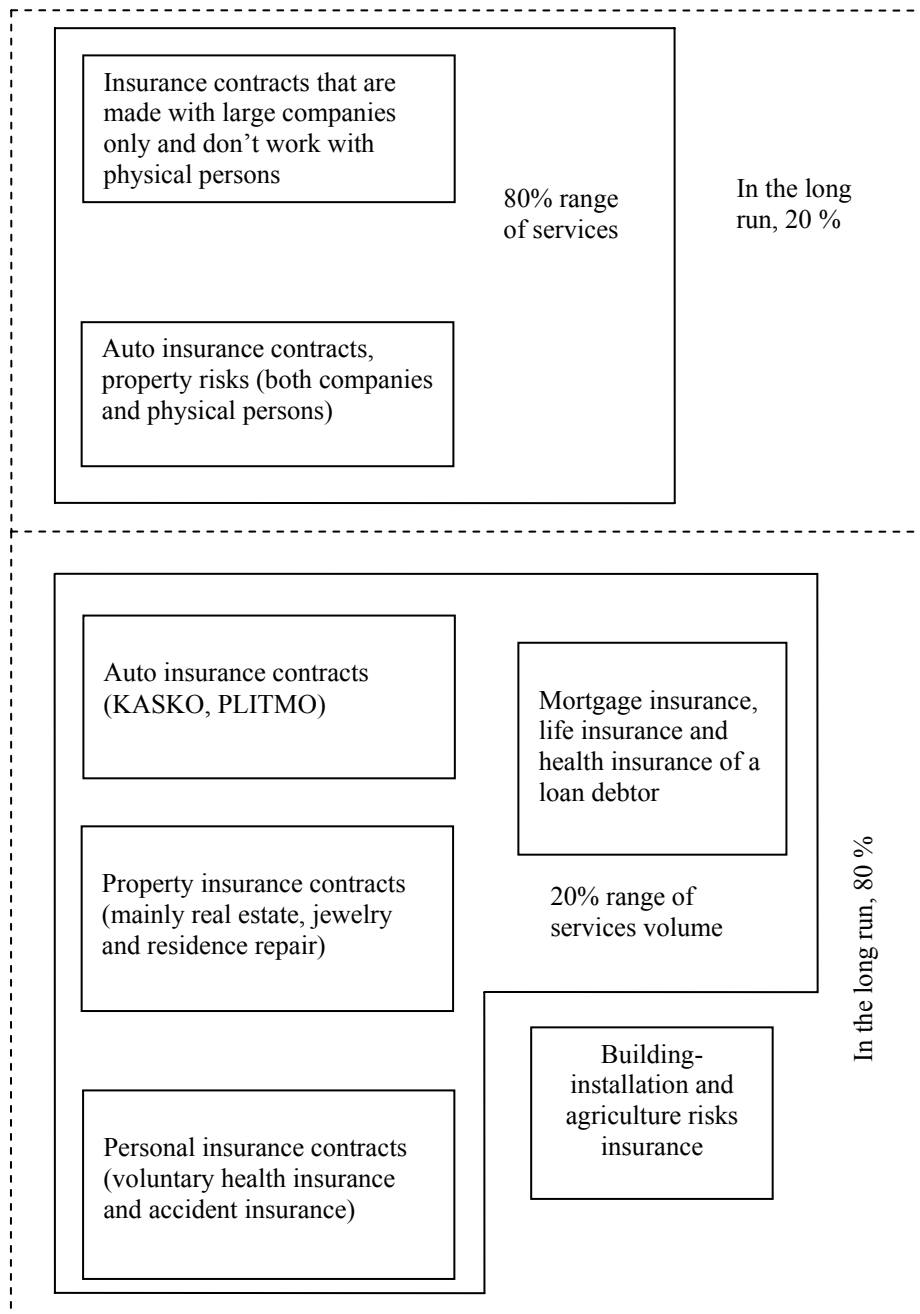 Insurance contracts that are
made with large companies
only and don’t work with
physical persons
80% range
of services
In the long
run, 20 %
Auto insurance contracts,
property risks (both companies
and physical persons)
Auto insurance contracts
(KASKO, PLITMO)
Mortgage insurance,
life insurance and
health insurance of a
loan debtor
Property insurance contracts
(mainly real estate, jewelry
and residence repair)
20% range of
services volume
In the long run, 80 %
Building-
installation and
agriculture risks
insurance
Personal insurance contracts
(voluntary health insurance
and accident insurance)